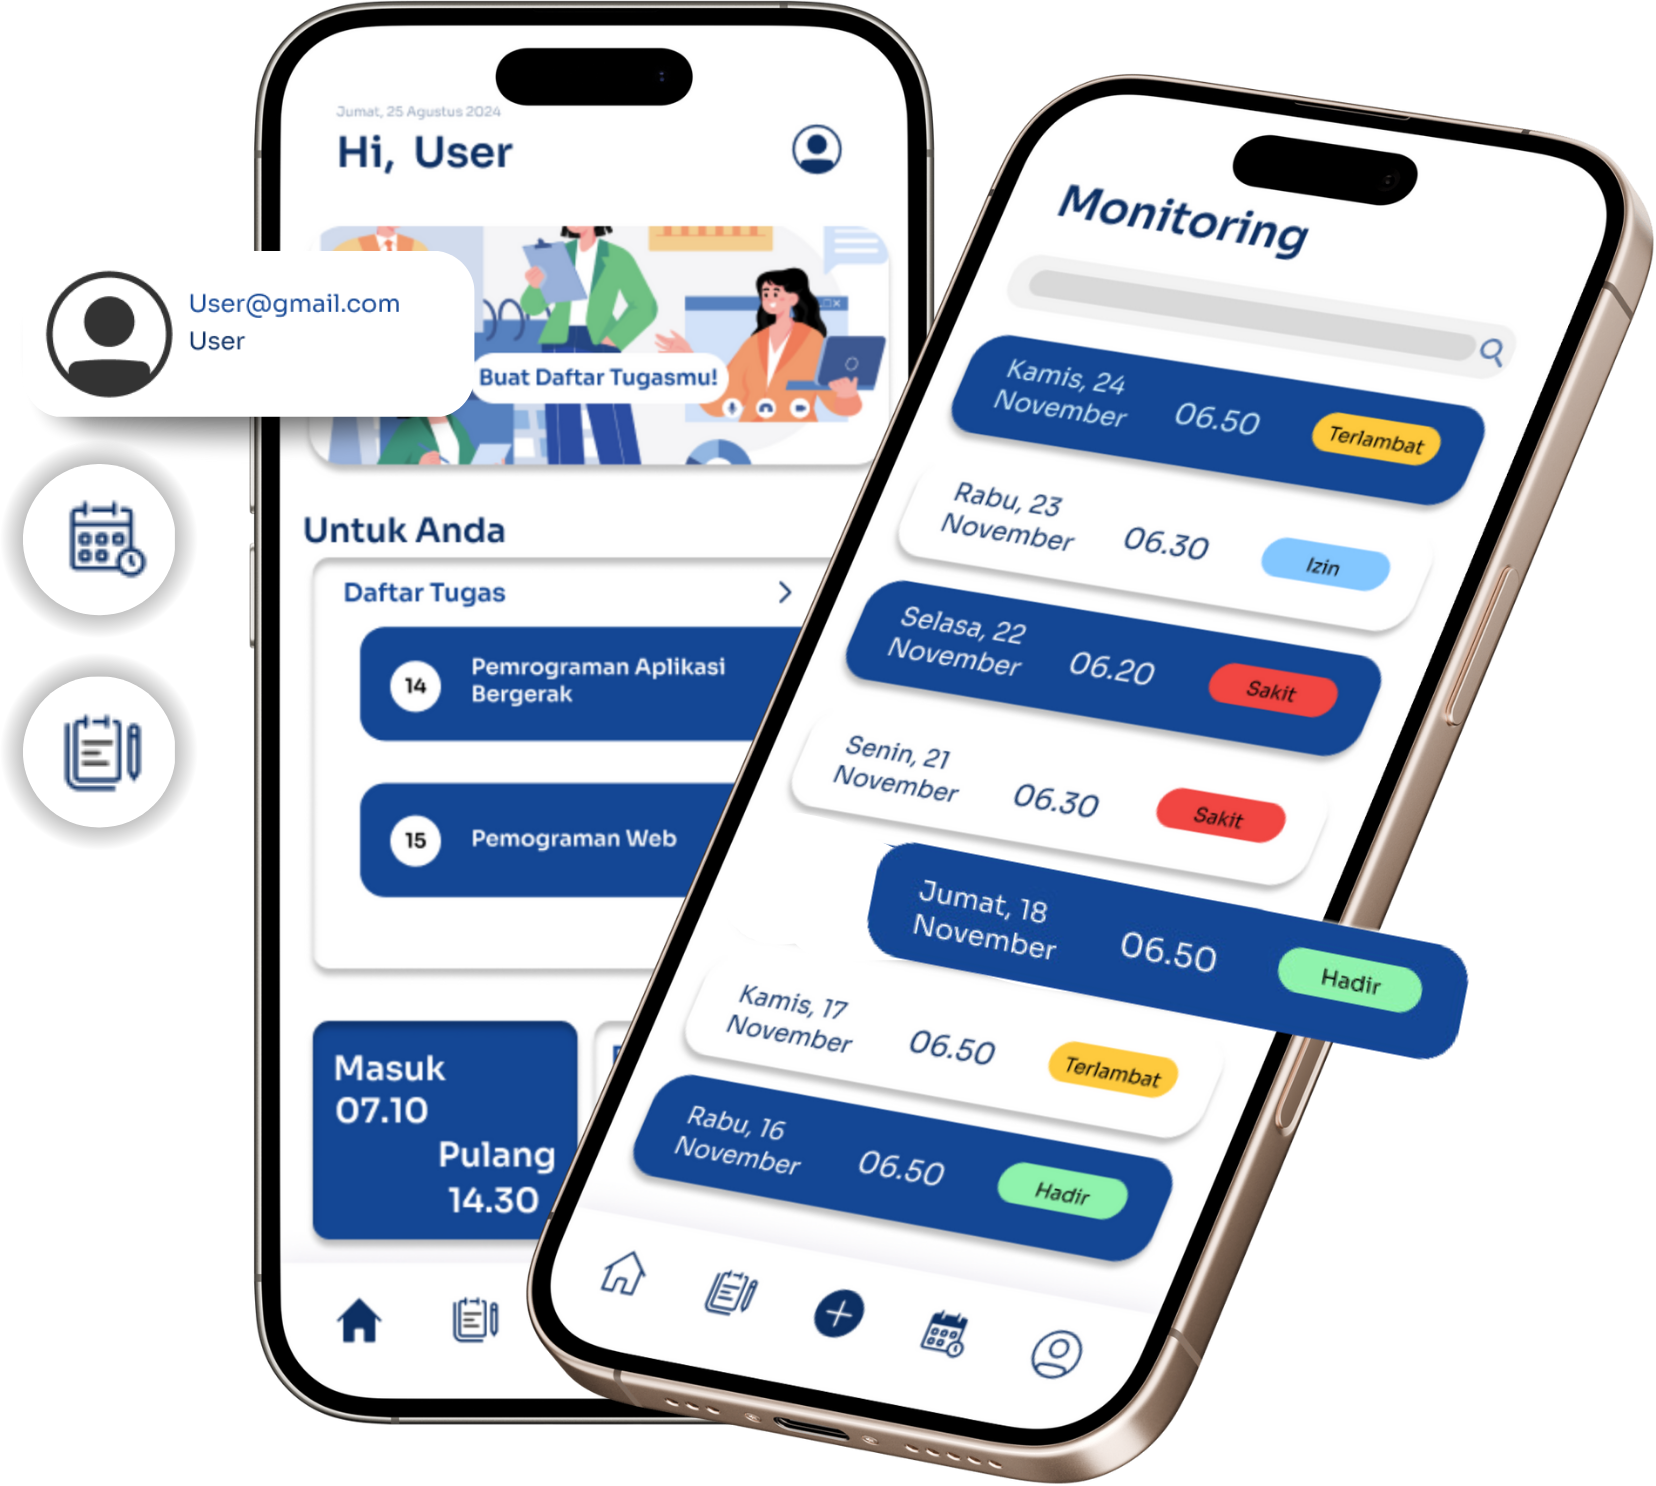 Jumat, 25 Agustus 2024
Hi, User
User@gmail.com
User
Buat Daftar Tugasmu!
Untuk Anda
Daftar Tugas
14
Pemrograman Aplikasi
Bergerak
15
Pemograman Web
Masuk
07.10
Pulang
14.30
Monitoring
Kamis, 24
November
06.50
Terlambat
Rabu, 23
November
06.30
Izin
Selasa, 22
November
06.20
Sakit
Senin, 21
November
06.30
Sakit
Jumat, 18
November
06.50
Hadir
Kamis, 17
November
06.50
Terlambat
Rabu, 16
November
06.50
Hadir